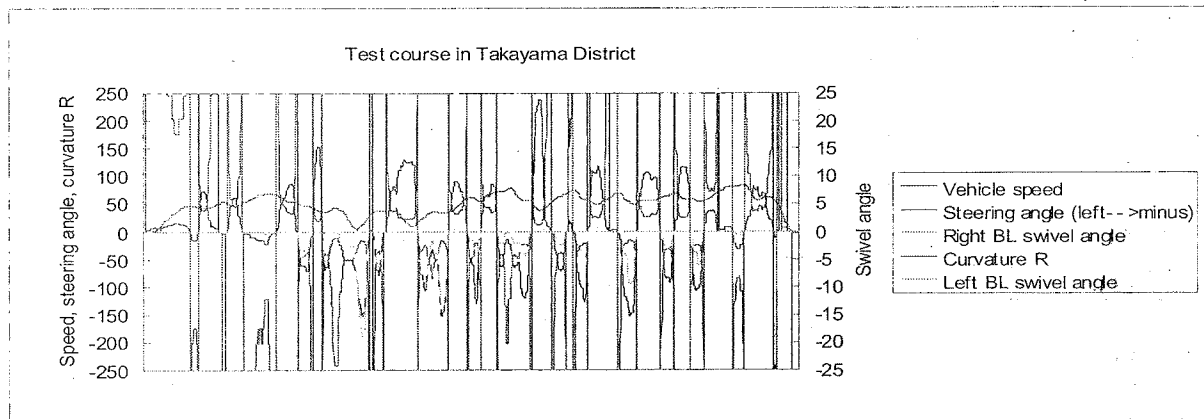 Test course in Takayama District
Speed, steering angle, curvature R
250
200
150
100
50
0
-50
-100
-150
-200
-250
25
20
15
10
5
0
-5
-10
-15
-20
-25
Swivel angle
Vehicle speed
Steering angle (left-->minus)
Right BL swivel angle
Curvature R
Left BL swivel angle